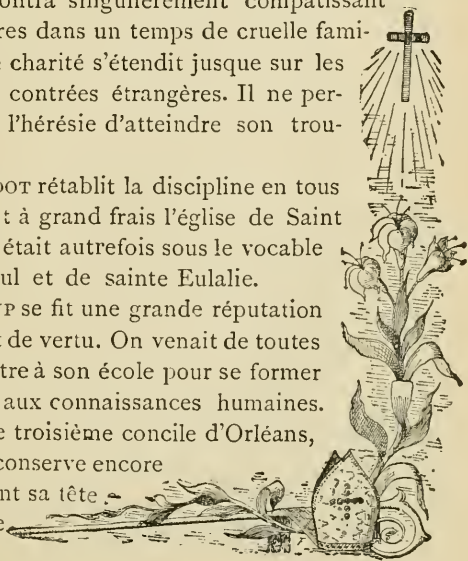 singulièrement compatissant
res dans un temps de cruelle fami-
charité s'étendit jusque sur les
contrées étrangères. Il ne per-
l'hérésie d'atteindre son trou-
OT rétablit la discipline en tous
t à grand frais l'église de Saint
était autrefois sous le vocable
ul et de sainte Eulalie.
P se fit une grande réputation
t de vertu. On venait de toutes
tre à son école pour se former
aux connaissances humaines.
e troisième concile d'Orléans,
conserve encore
nt sa tête
e